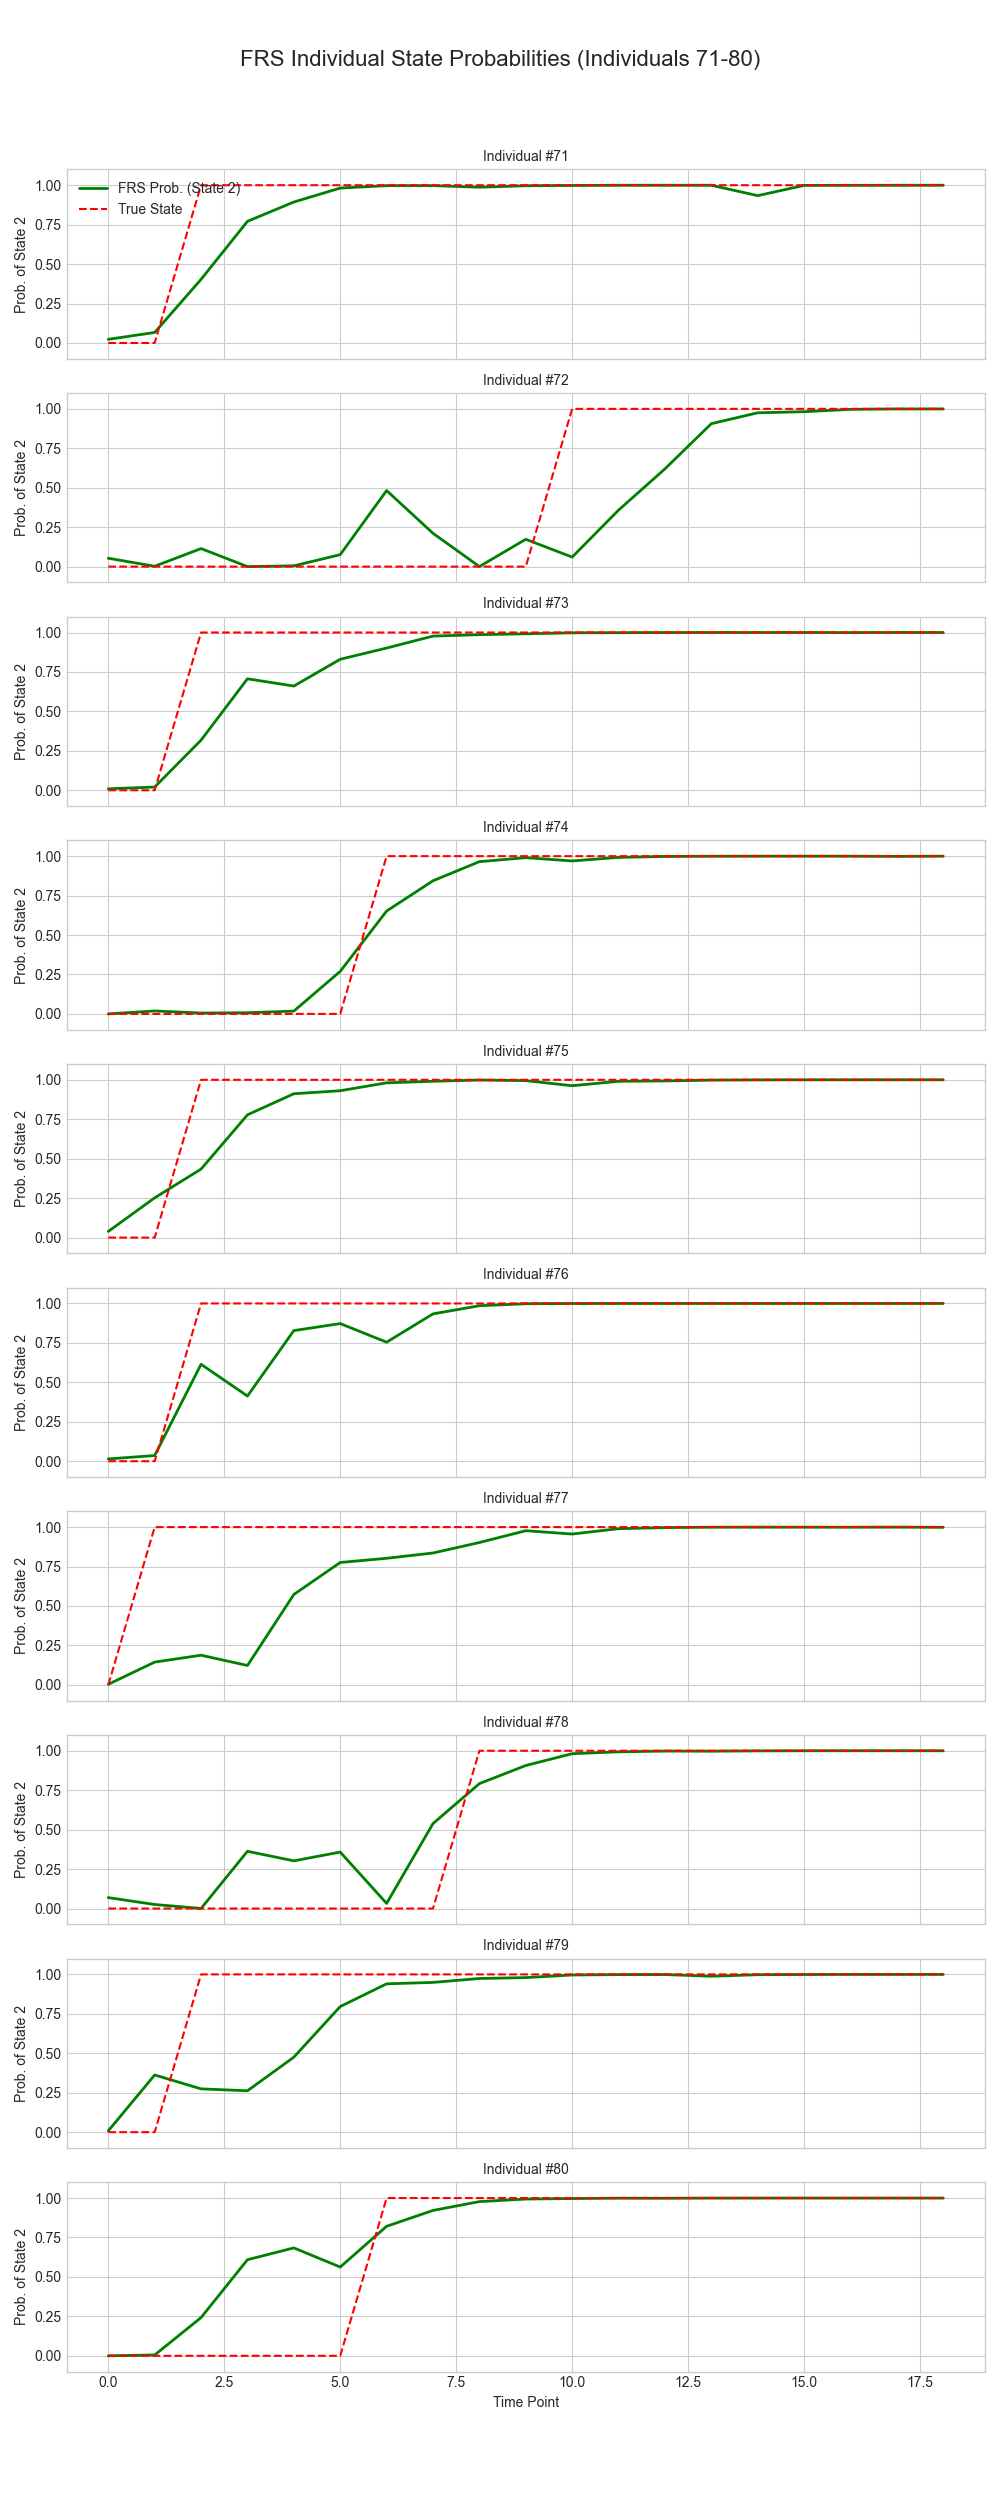 FRS Individual State Probabilities (Individuals 71-80)
Individual #71
FRS Prob. (State 2)
True State
1.00
0.75
0.50
0.25
0.00
Prob. of State 2
Individual #72
1.00
0.75
0.50
0.25
0.00
Prob. of State 2
Individual #73
1.00
0.75
0.50
0.25
0.00
Prob. of State 2
Individual #74
1.00
0.75
0.50
0.25
0.00
Prob. of State 2
Individual #75
1.00
0.75
0.50
0.25
0.00
Prob. of State 2
Individual #76
1.00
0.75
0.50
0.25
0.00
Prob. of State 2
Individual #77
1.00
0.75
0.50
0.25
0.00
Prob. of State 2
Individual #78
1.00
0.75
0.50
0.25
0.00
Prob. of State 2
Individual #79
1.00
0.75
0.50
0.25
0.00
Prob. of State 2
Individual #80
1.00
0.75
0.50
0.25
0.00
Prob. of State 2
0.0 2.5 5.0 7.5 10.0 12.5 15.0 17.5
Time Point